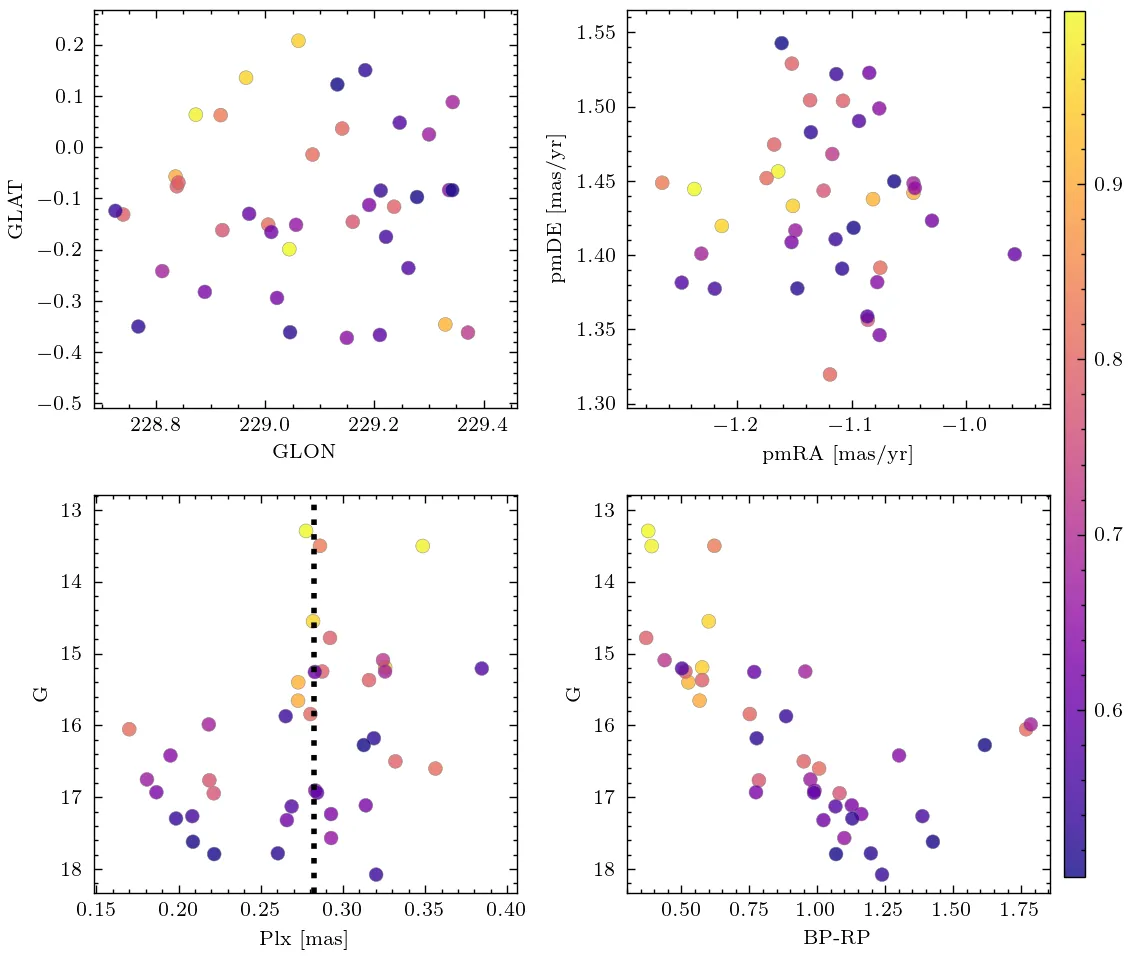 0.2
0.1
0.0
−0.1
−0.2
−0.3
−0.4
−0.5
GLAT
228.8 229.0 229.2 229.4
GLON
1.55
1.50
1.45
1.40
1.35
1.30
pmDE [mas/yr]
−1.2 −1.1 −1.0
pmRA [mas/yr]
0.9
0.8
0.7
0.6
13
14
15
16
17
18
G
0.15 0.20 0.25 0.30 0.35 0.40
Plx [mas]
13
14
15
16
17
18
G
0.50 0.75 1.00 1.25 1.50 1.75
BP-RP